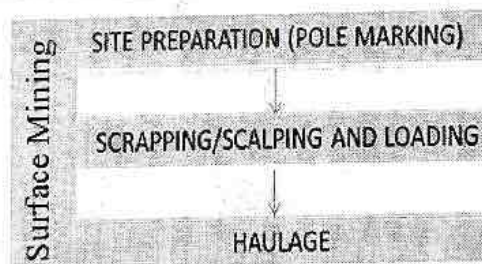 Surface Mining
SITE PREPARATION (POLE MARKING)
SCRAPPING/SCALPING AND LOADING
HAULAGE